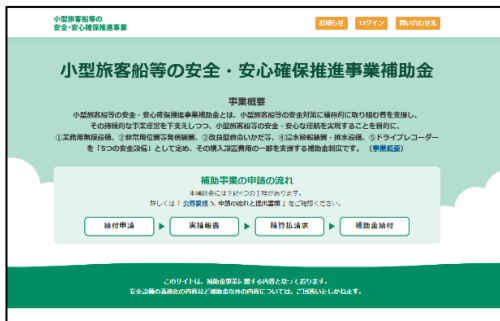 小型旅客船等の
安全・安心確保推進事業
お知らせ
ログイン
問い合わせ先
小型旅客船等の安全・安心確保推進事業補助金
事業概要
小型旅客船等の安全・安心確保推進事業補助金とは、小型旅客船等の安全対策に積極的に取り組む者を支援し、
その持続的な事業運営を下支えしつつ、小型旅客船等の安全・安心な運航を実現することを目的に、
①業務用無線設備、②非常用位置等発信装置、③改良型救命いかだ等、④浸水警報装置・排水設備、⑤ドライブレコーダー
を「5つの安全設備」として定め、その購入設置費用の一部を支援する補助金制度です。（事業概要）
補助事業の申請の流れ
本補助金には下記4つの工程があります。
詳しくは「公募要領 5. 申請の流れと提出書類」をご確認ください。
給付申請
実績報告
精算払請求
補助金給付
このサイトは、補助金事業に関する内容となっております。
安全設備の義務化の内容など補助金以外の内容については、ご回答いたしかねます。